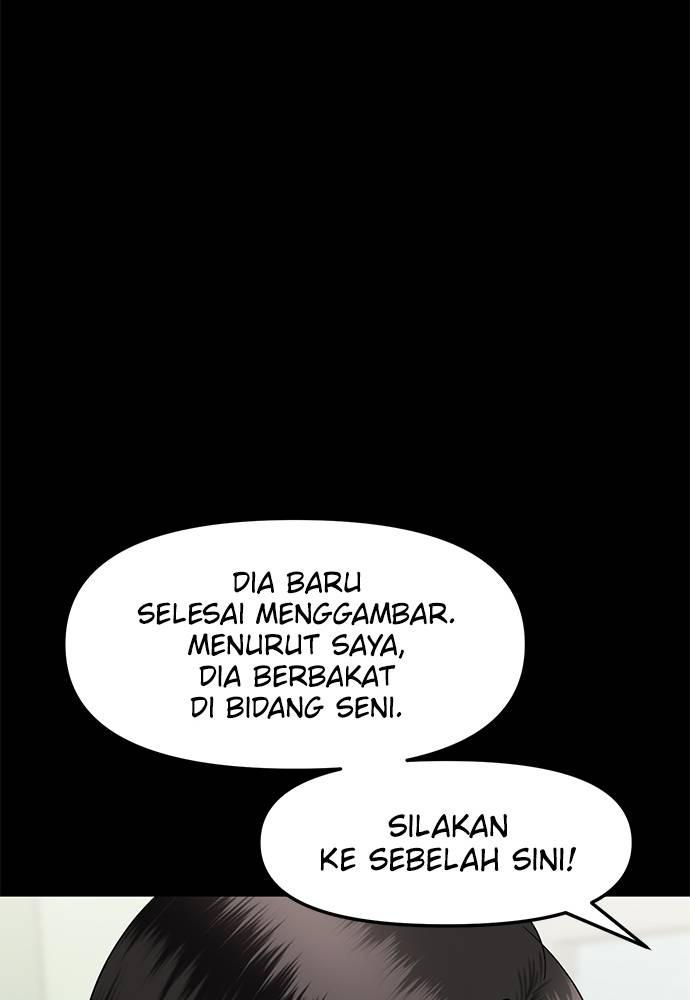 DIA BARU
SELESAI MENGGAMBAR.
MENURUT SAYA,
DIA BERBAKAT
DI BIDANG SENI.
SILAKAN
KE SEBELAH SINI!